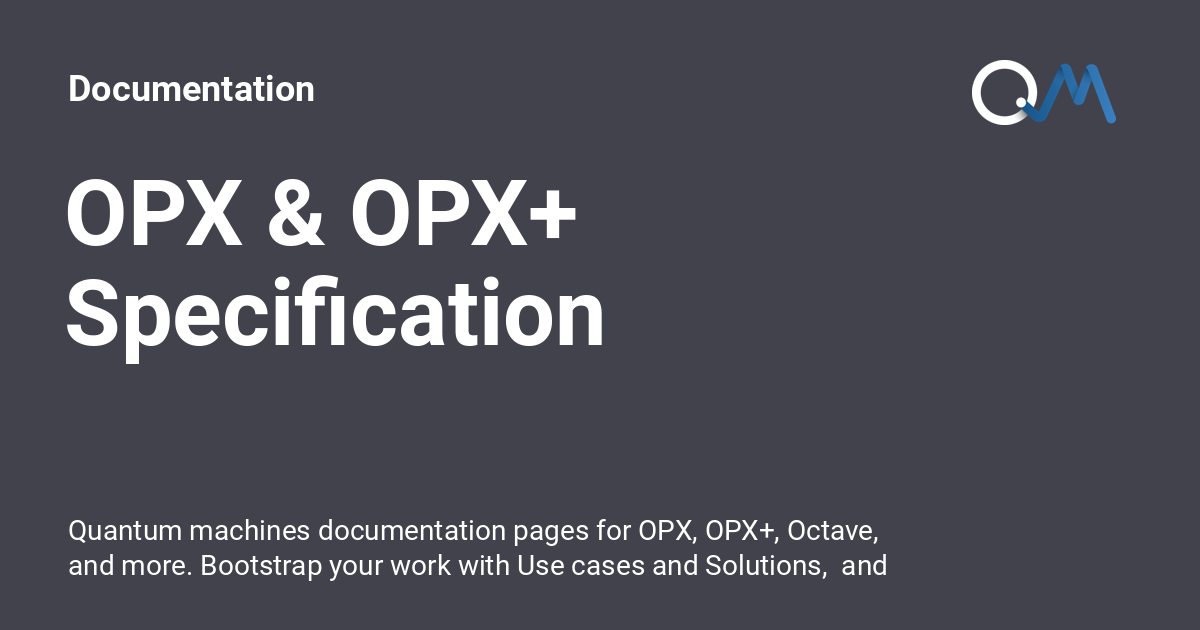 Documentation
QM
OPX & OPX+
Specification
Quantum machines documentation pages for OPX, OPX+, Octave,
and more. Bootstrap your work with Use cases and Solutions,  and